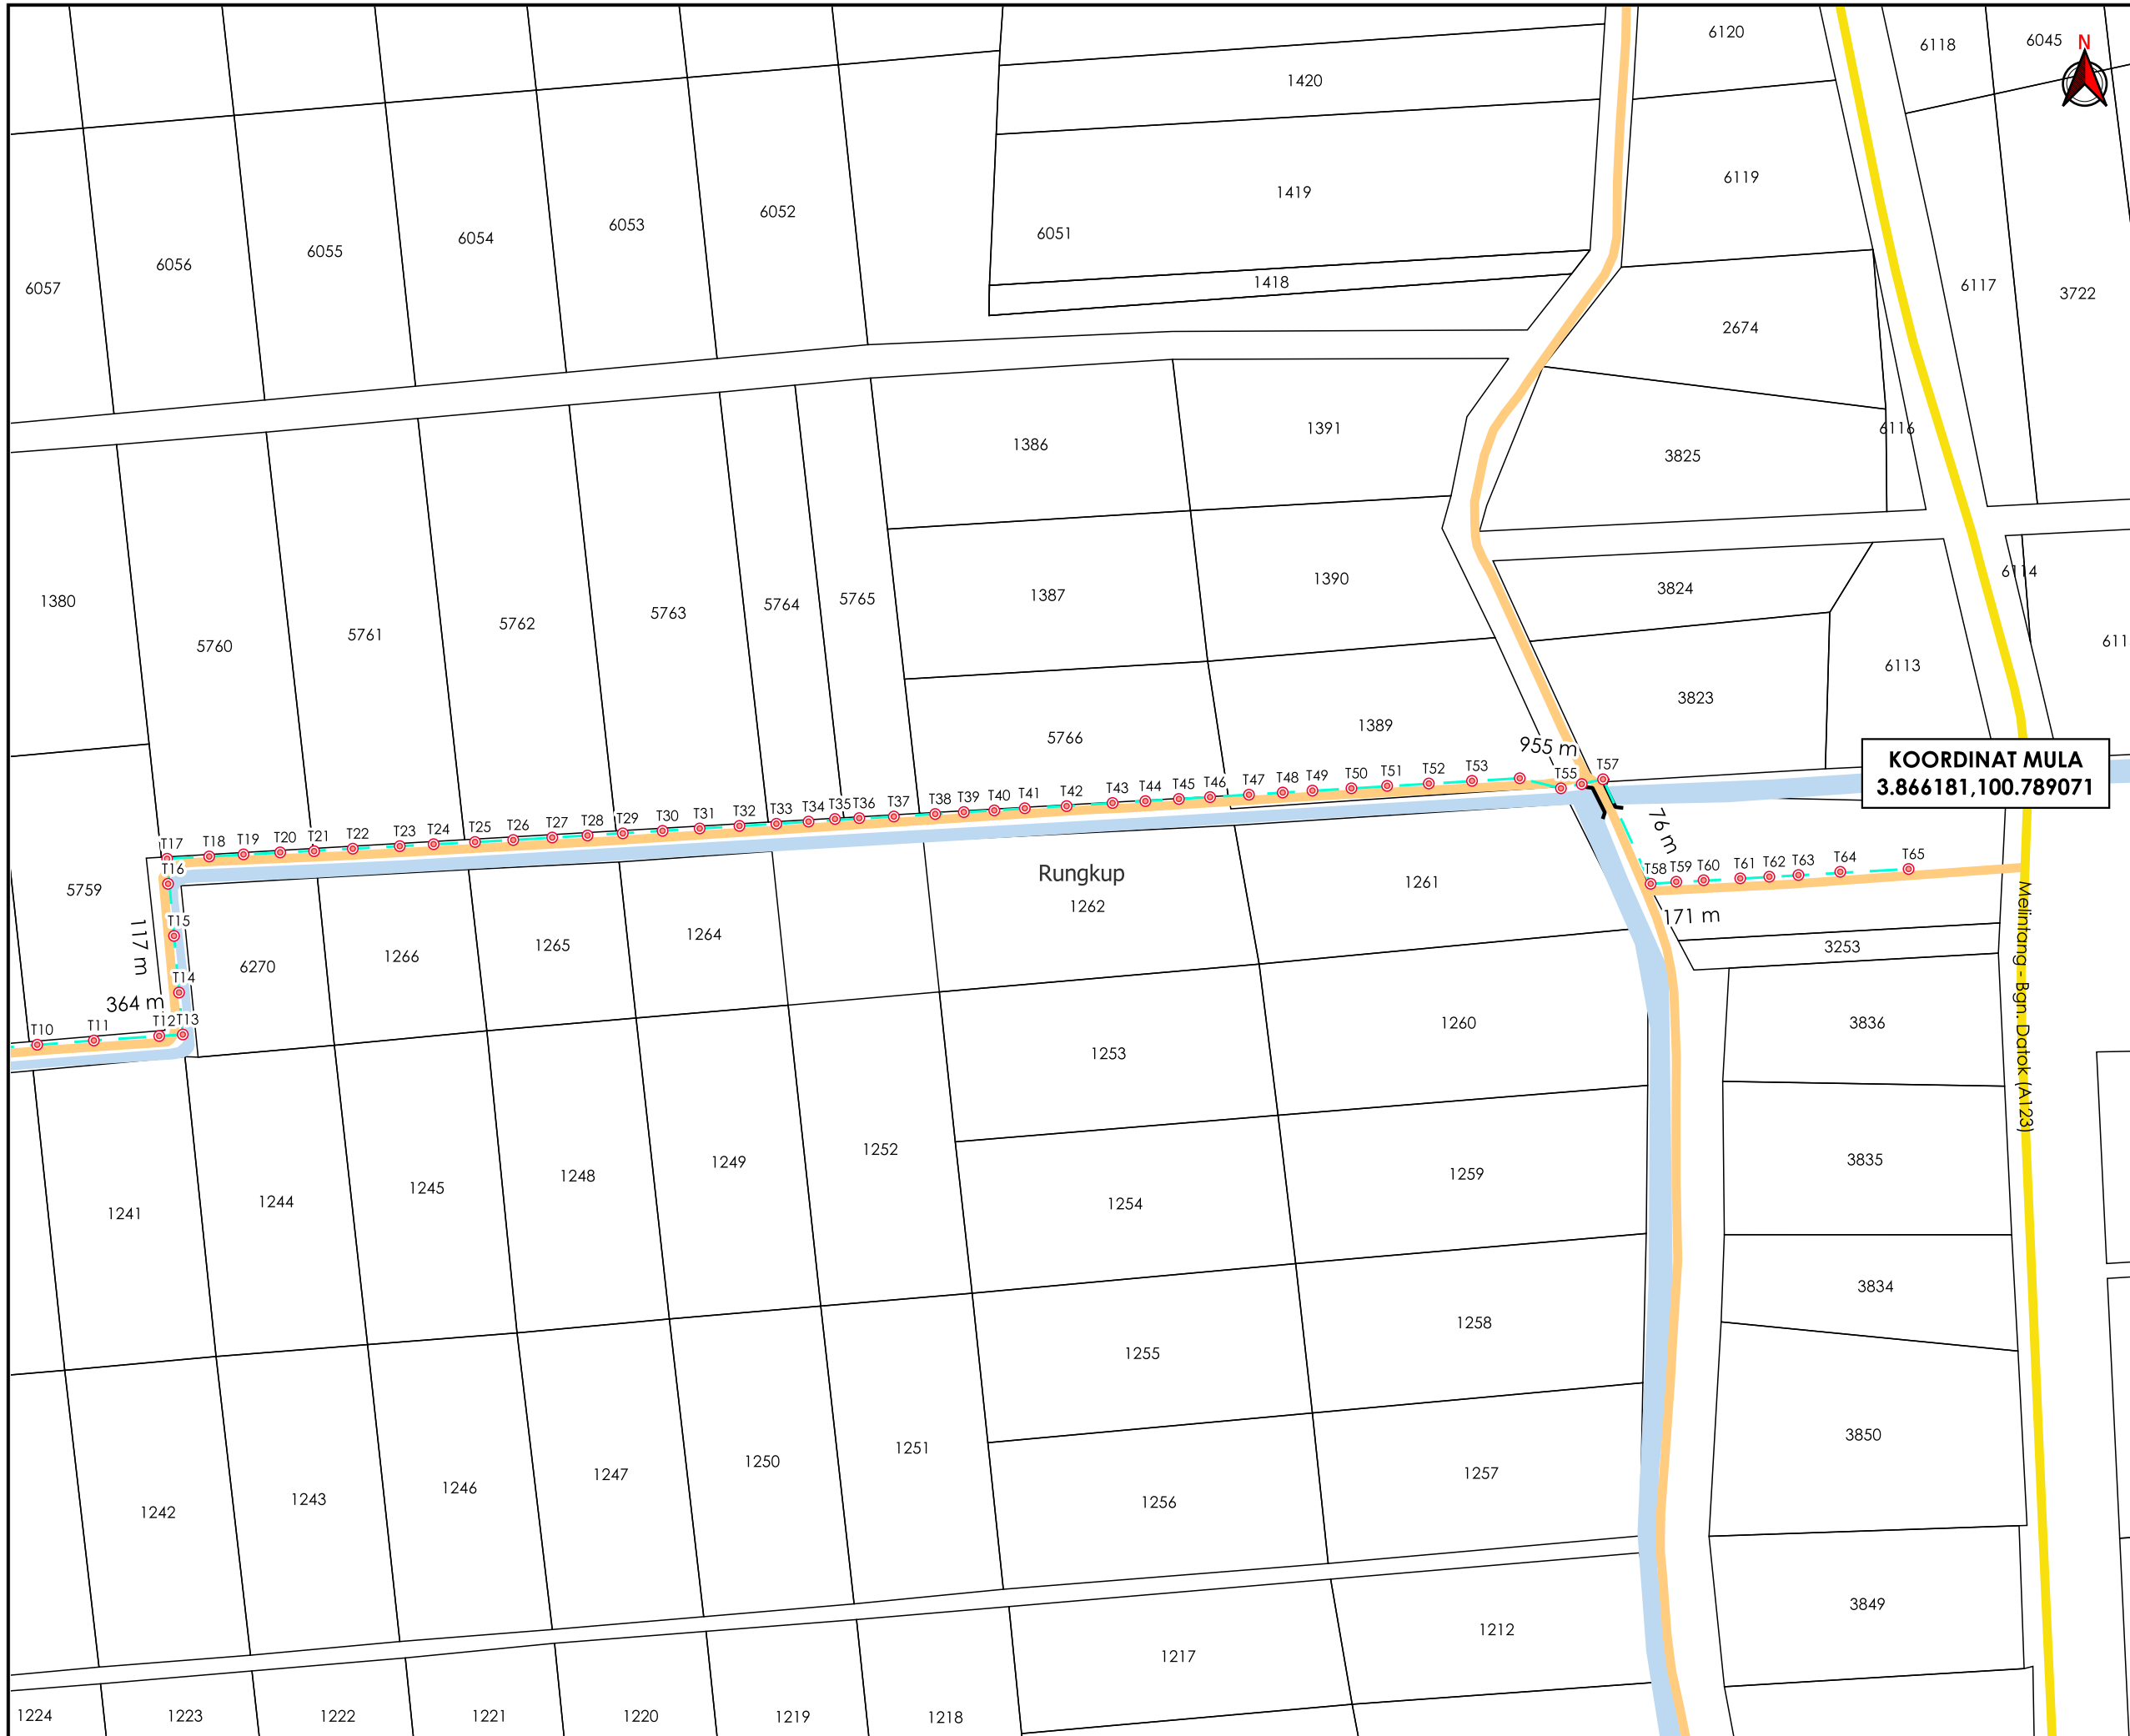 6120
6118
6045
N
1420
6119
1419
6052
6053
6054
6055
6056
6057
6051
1418
6117
3722
2674
1386
1391
6116
3825
1380
5760
5761
5762
5763
5764
5765
1387
1390
3824
6114
611
6113
3823
5766
1389
955 m
KOORDINAT MULA
3.866181,100.789071
T17
T18
T19
T20
T21
T22
T23
T24
T25
T26
T27
T28
T29
T30
T31
T32
T33
T34
T35
T36
T37
T38
T39
T40
T41
T42
T43
T44
T45
T46
T47
T48
T49
T50
T51
T52
T53
T55
T57
76 m
T58
T59
T60
T61
T62
T63
T64
T65
171 m
T16
T15
T14
117 m
364 m
T10
T11
T12
T13
5759
Rungkup
1262
1261
6270
1266
1265
1264
3253
Melintang - Bgn. Datok (A123)
3836
1260
1253
1252
1249
1248
1245
1244
1241
1254
1259
3835
3834
1255
1258
3850
1242
1243
1246
1247
1250
1251
1256
1257
3849
1217
1212
1224
1223
1222
1221
1220
1219
1218